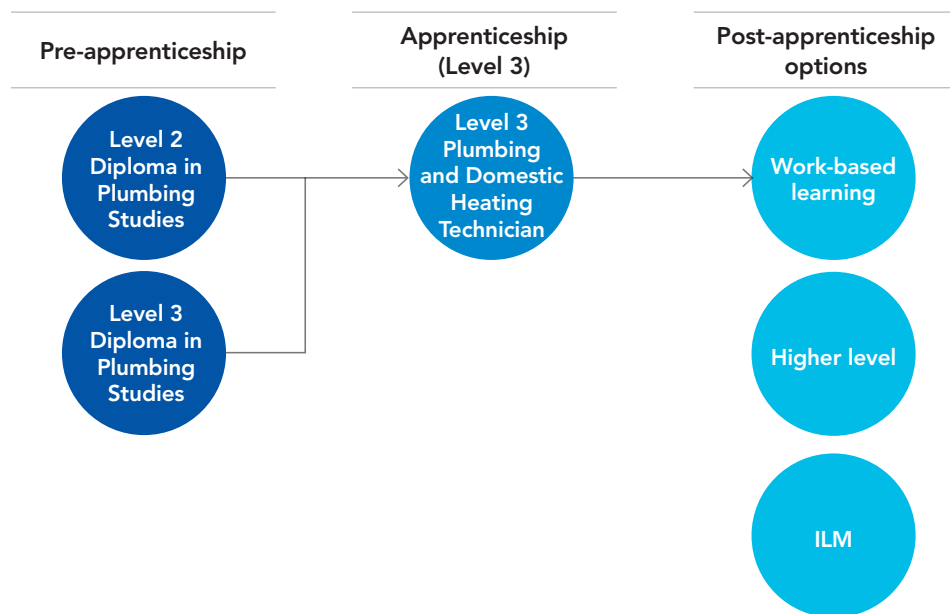 Pre-apprenticeship
Apprenticeship
(Level 3)
Post-apprenticeship
options
Level 2
Diploma in
Plumbing
Studies
Level 3
Diploma in
Plumbing
Studies
Level 3
Plumbing
and Domestic
Heating
Technician
Work-based
learning
Higher level
ILM